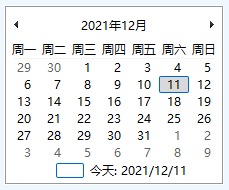 2021年12月
周一 周二 周三 周四 周五 周六 周日
29 30 1 2 3 4 5
6 7 8 9 10 11 12
13 14 15 16 17 18 19
20 21 22 23 24 25 26
27 28 29 30 31 1 2
3 4 5 6 7 8 9
今天: 2021/12/11